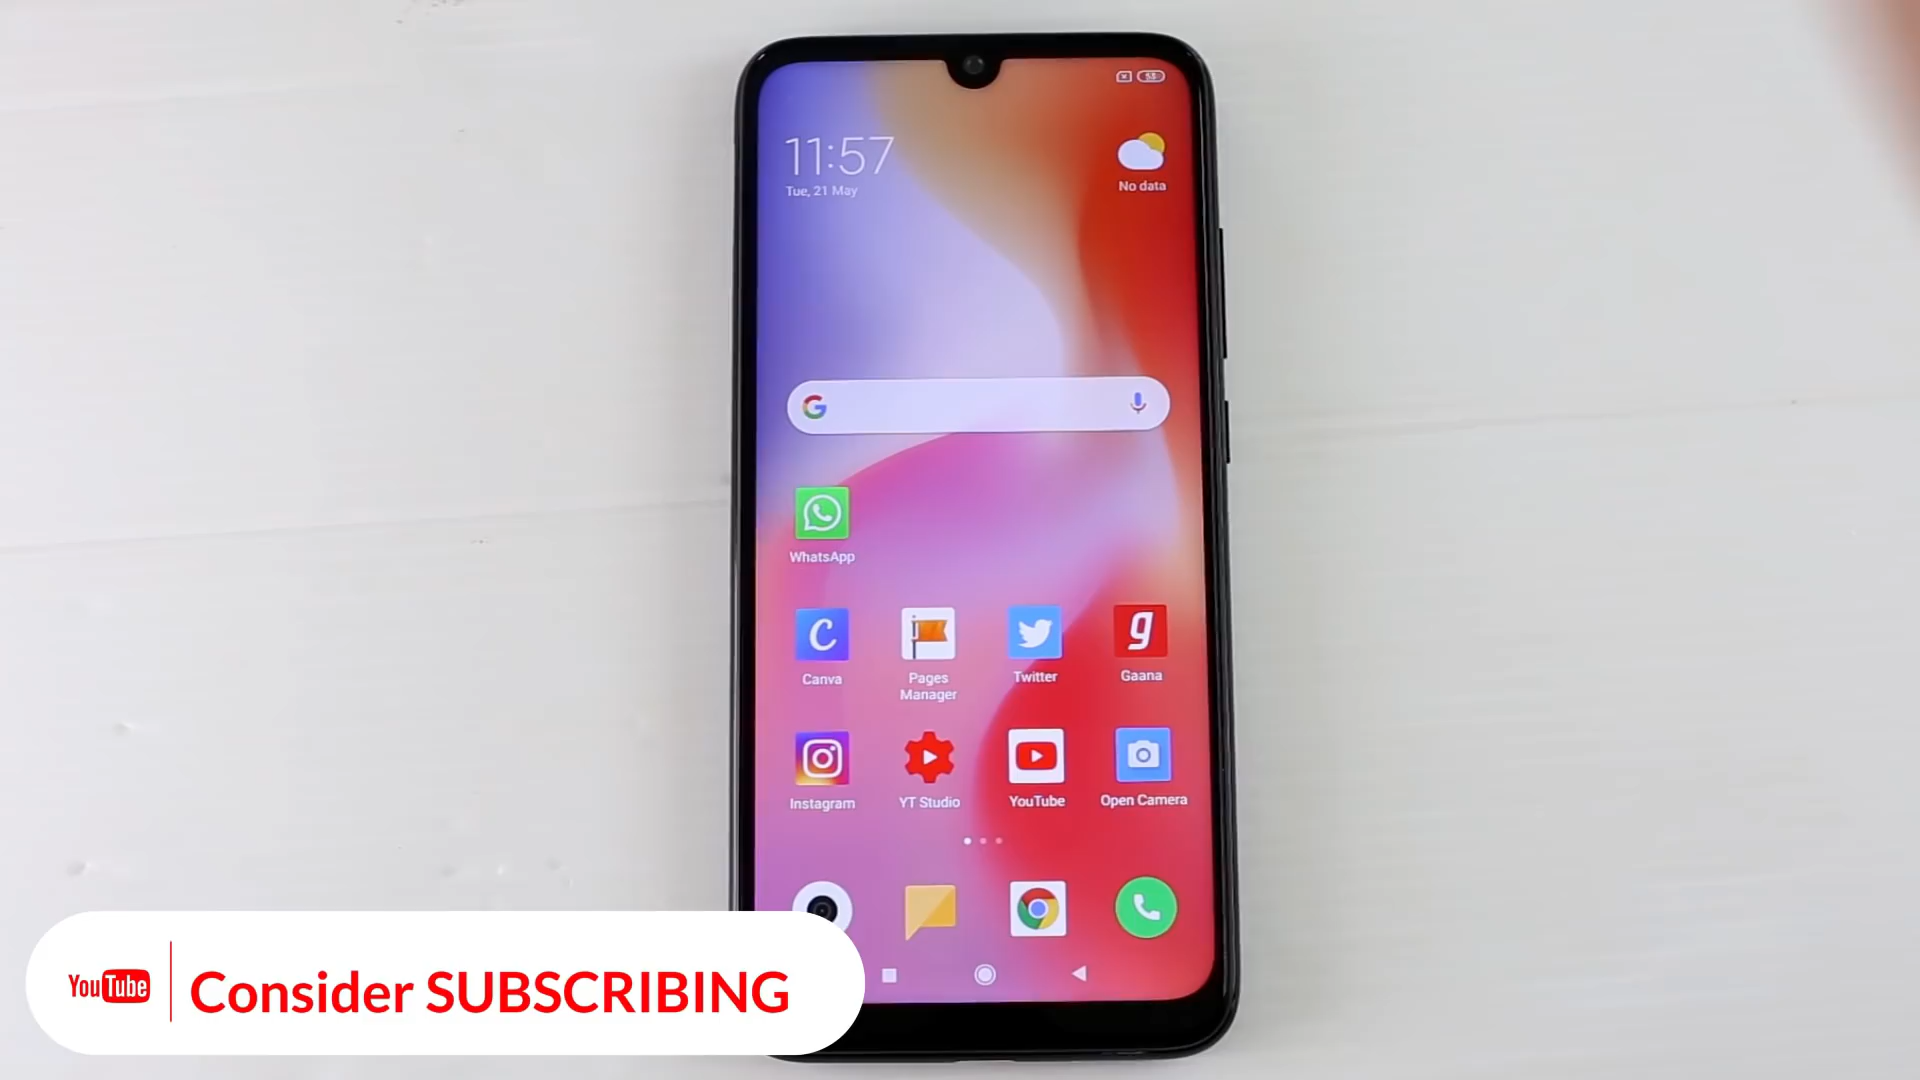 58
11:57
Tue, 21 May
No data
WhatsApp
Canva
Pages
Manager
Twitter
Gaana
Instagram
YT Studio
YouTube
Open Camera
YouTube
Consider SUBSCRIBING